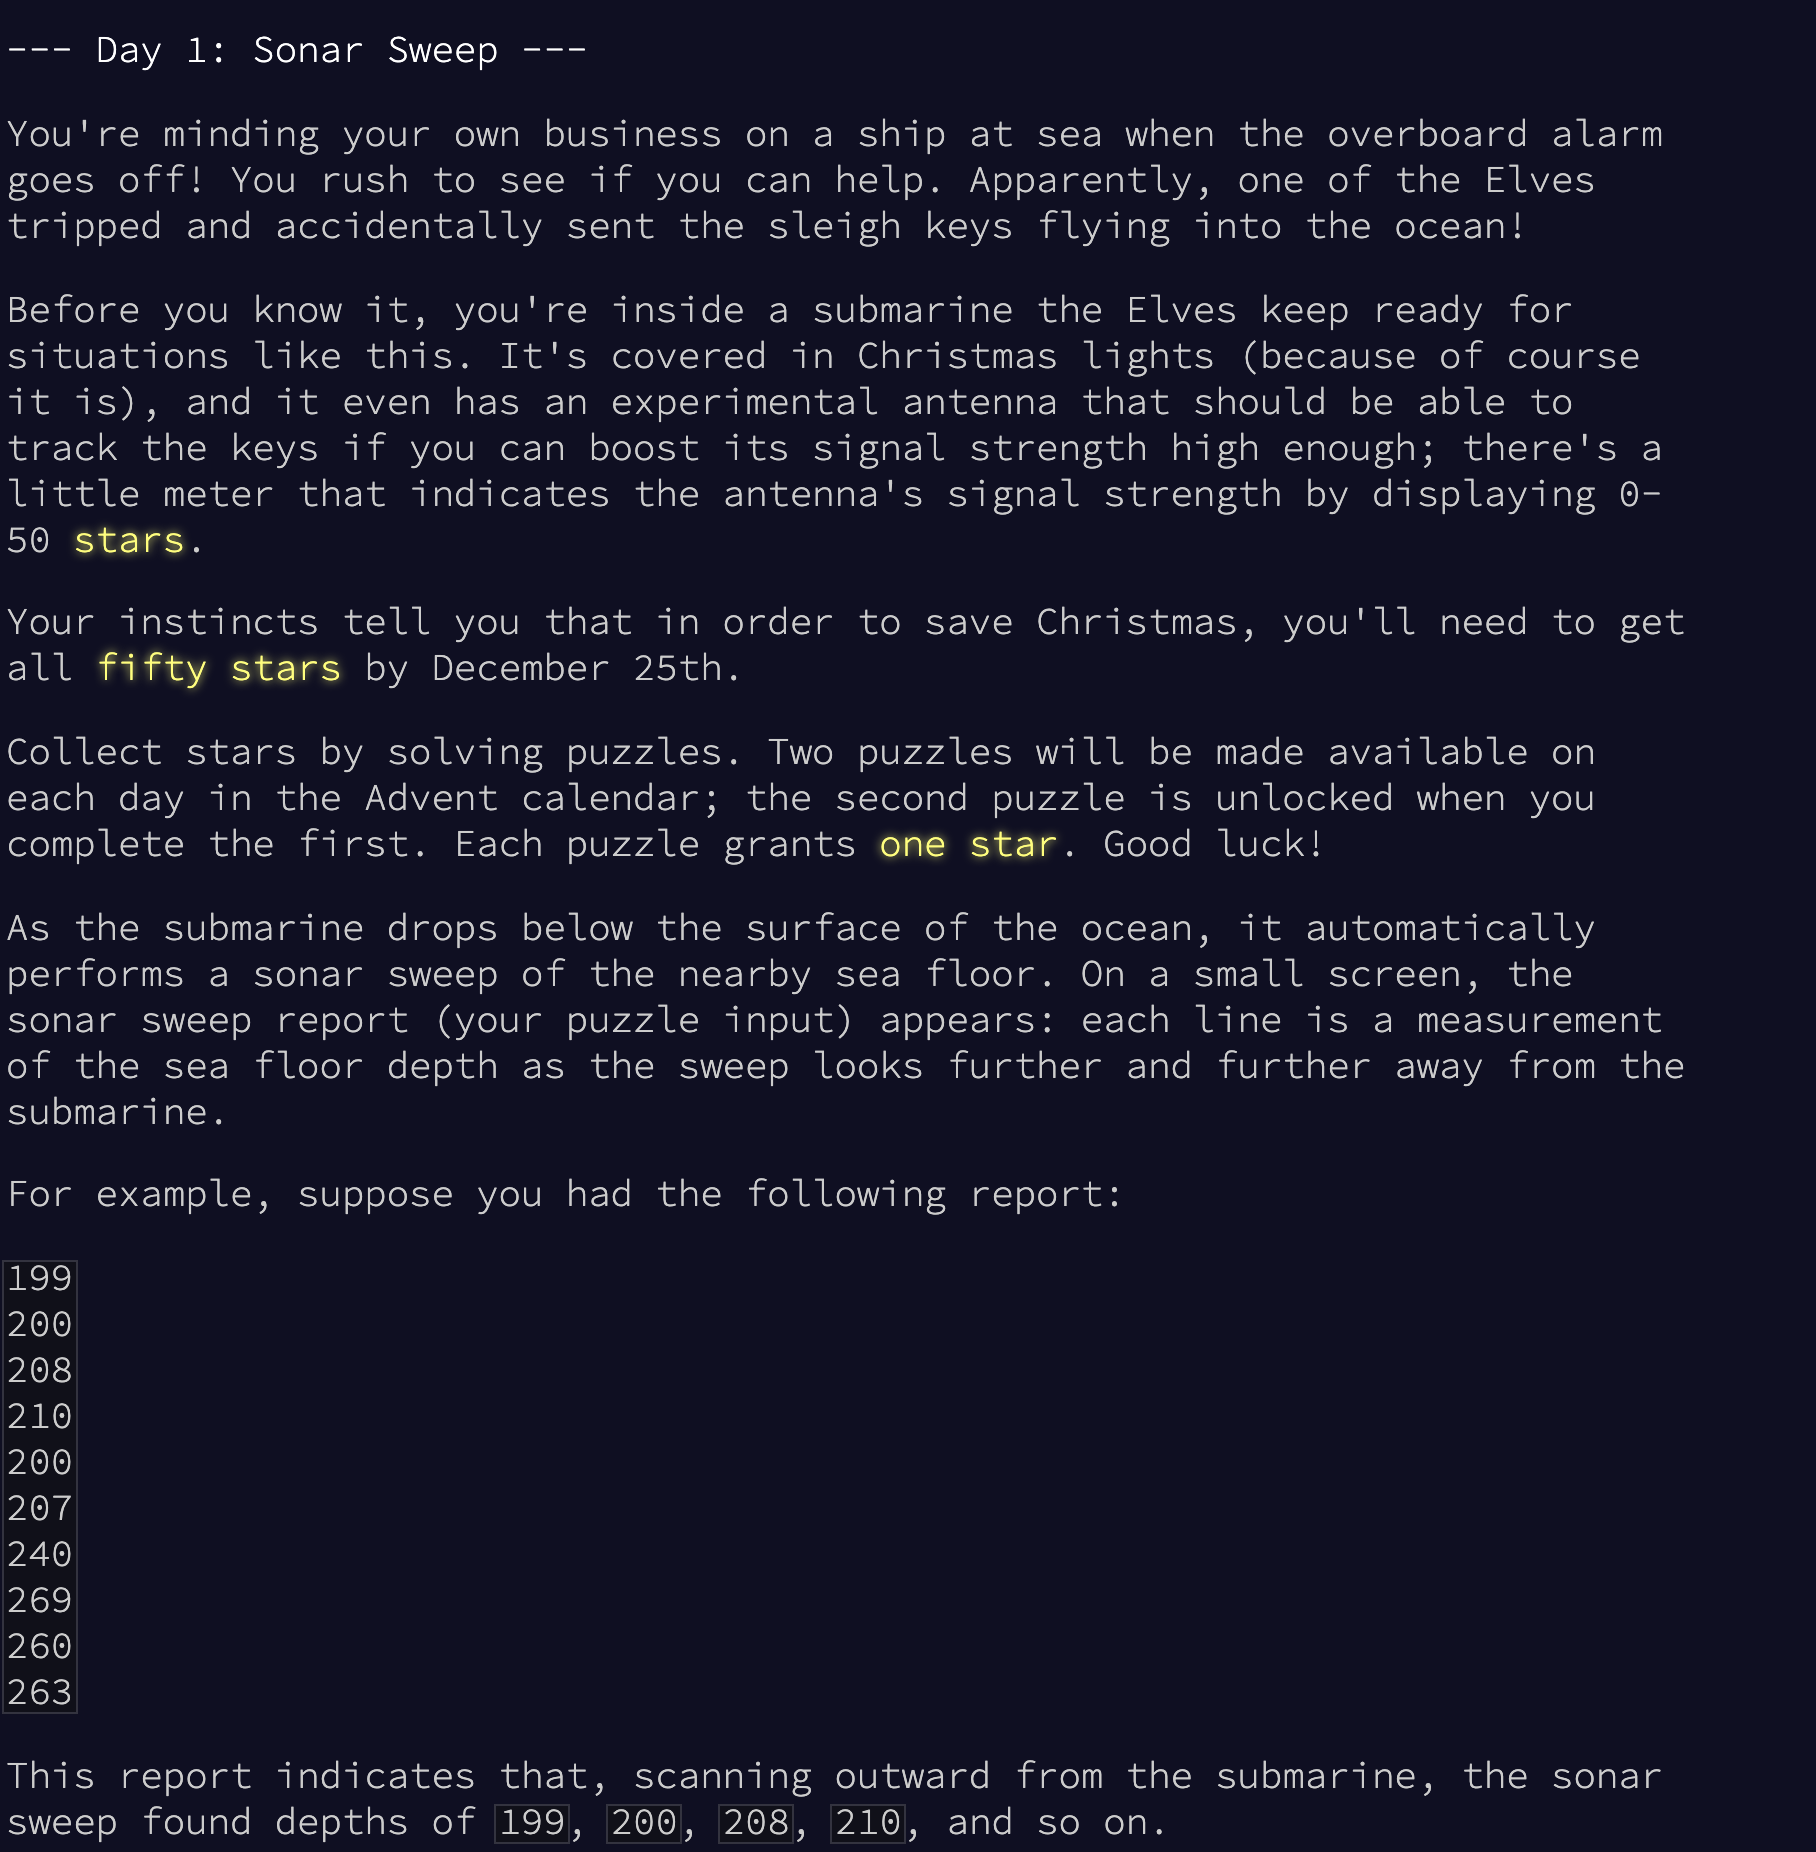 --- Day 1: Sonar Sweep ---
You're minding your own business on a ship at sea when the overboard alarm
goes off! You rush to see if you can help. Apparently, one of the Elves
tripped and accidentally sent the sleigh keys flying into the ocean!
Before you know it, you're inside a submarine the Elves keep ready for
situations like this. It's covered in Christmas lights (because of course
it is), and it even has an experimental antenna that should be able to
track the keys if you can boost its signal strength high enough; there's a
little meter that indicates the antenna's signal strength by displaying 0-
50 stars.
Your instincts tell you that in order to save Christmas, you'll need to get
all fifty stars by December 25th.
Collect stars by solving puzzles. Two puzzles will be made available on
each day in the Advent calendar; the second puzzle is unlocked when you
complete the first. Each puzzle grants one star. Good luck!
As the submarine drops below the surface of the ocean, it automatically
performs a sonar sweep of the nearby sea floor. On a small screen, the
sonar sweep report (your puzzle input) appears: each line is a measurement
of the sea floor depth as the sweep looks further and further away from the
submarine.
For example, suppose you had the following report:
199
200
208
210
200
207
240
269
260
263
This report indicates that, scanning outward from the submarine, the sonar
sweep found depths of 199, 200, 208, 210, and so on.